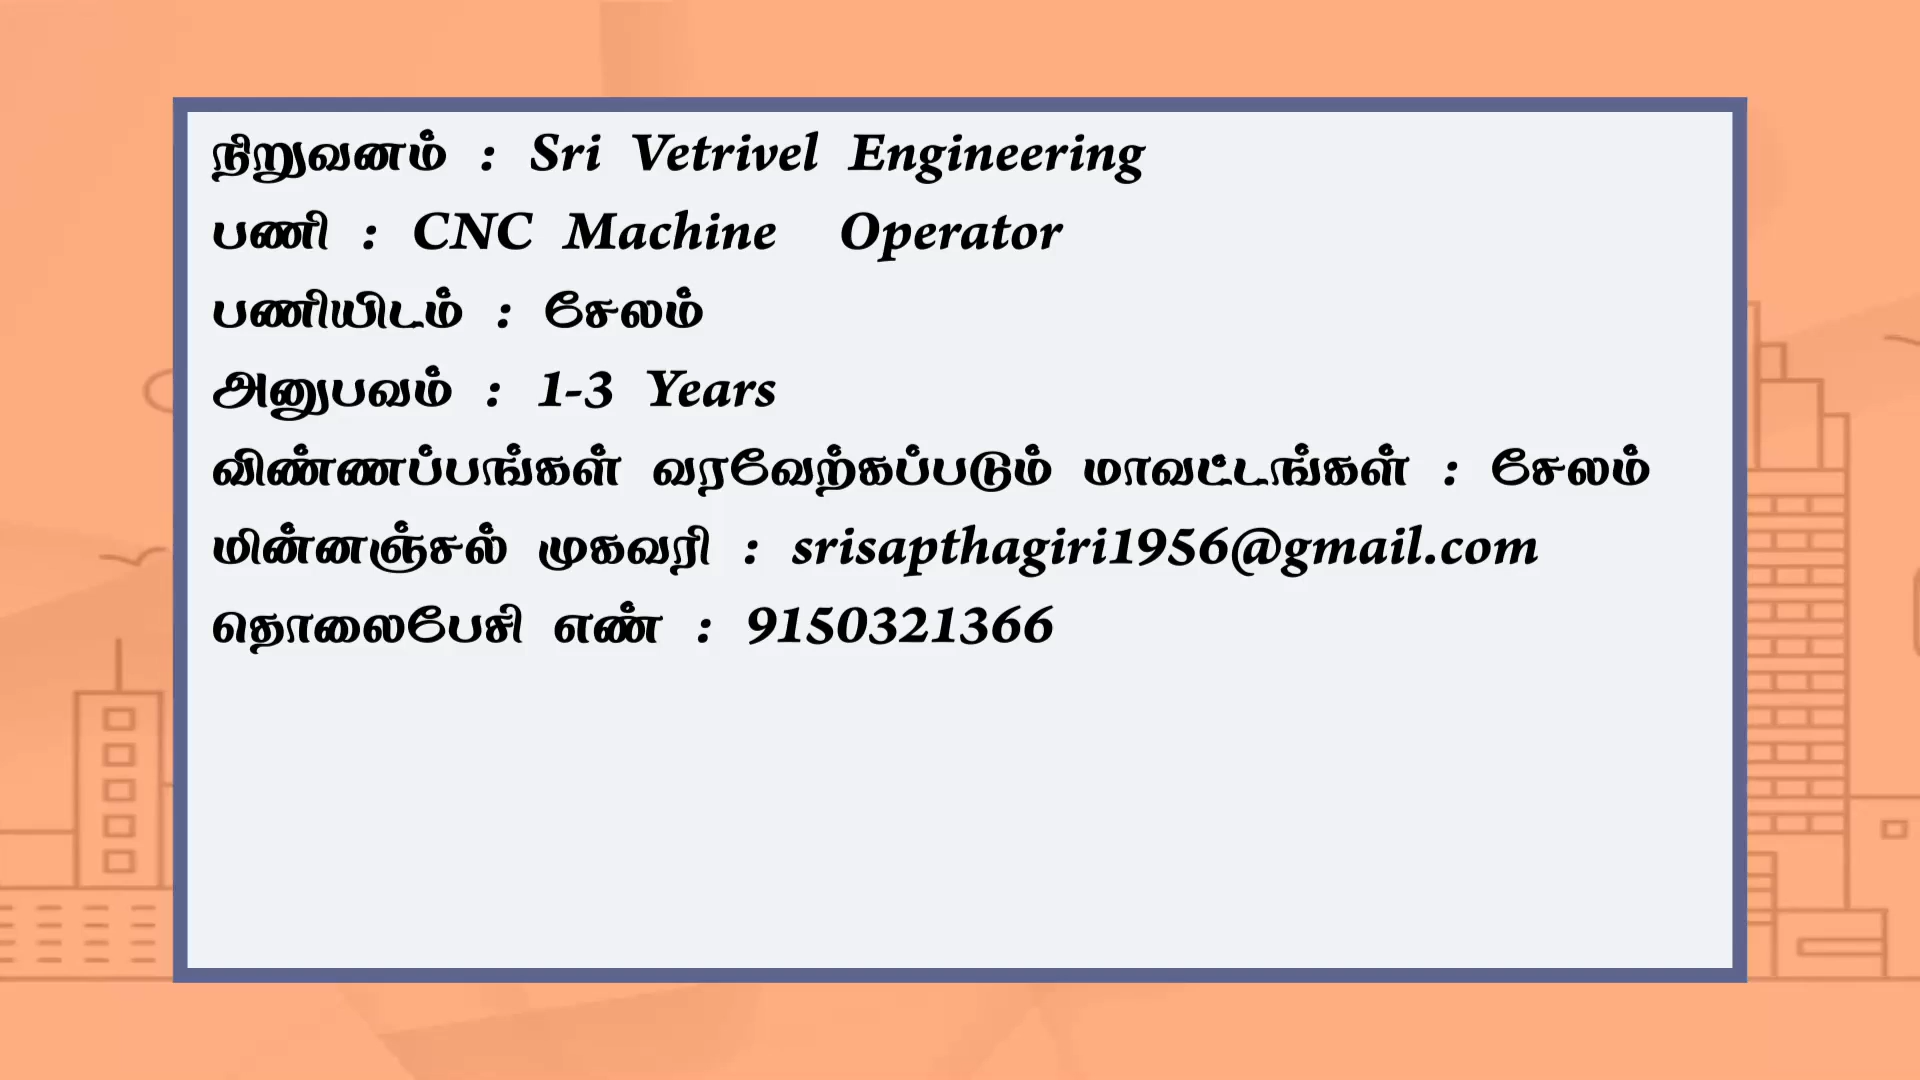 நிறுவனம் : Sri Vetrivel Engineering
பணி : CNC Machine Operator
பணியிடம் : சேலம்
அனுபவம் : 1-3 Years
விண்ணப்பங்கள் வரவேற்கப்படும் மாவட்டங்கள் : சேலம்
மின்னஞ்சல் முகவரி : srisapthagiri1956@gmail.com
தொலைபேசி எண் : 9150321366